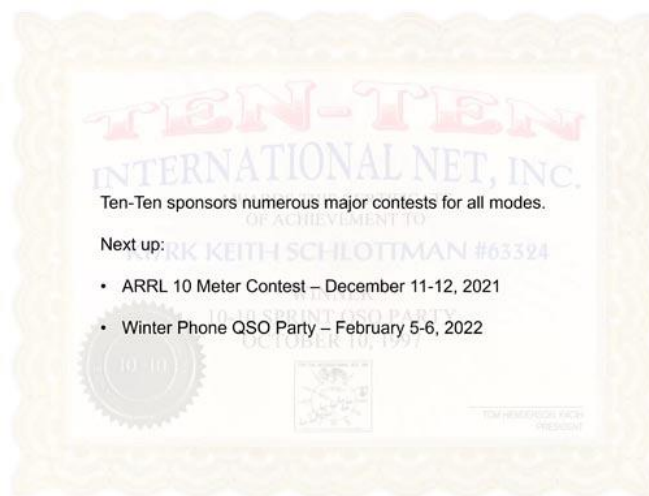 TEN-TEN
INTERNATIONAL NET, INC.
Ten-Ten sponsors numerous major contests for all modes.
OF ACHIEVEMENT TO
Next up:
KEITH SCHLOTTMAN #63324
• ARRL 10 Meter Contest – December 11-12, 2021
WINNER
10-10 SPRINT QSO PARTY
• Winter Phone QSO Party – February 5-6, 2022
OCTOBER 10, 1997
10-10
PRESIDENT